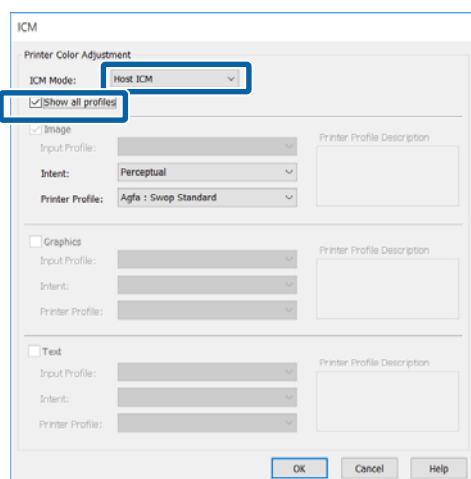 ICM
Printer Color Adjustment
ICM Mode: Host ICM
Show all profiles
Image
Printer Profile Description
Input Profile:
Intent: Perceptual
Printer Profile: Agfa : Swop Standard
Graphics
Printer Profile Description
Input Profile:
Intent:
Printer Profile:
Text
Printer Profile Description
Input Profile:
Intent:
Printer Profile:
OK Cancel Help